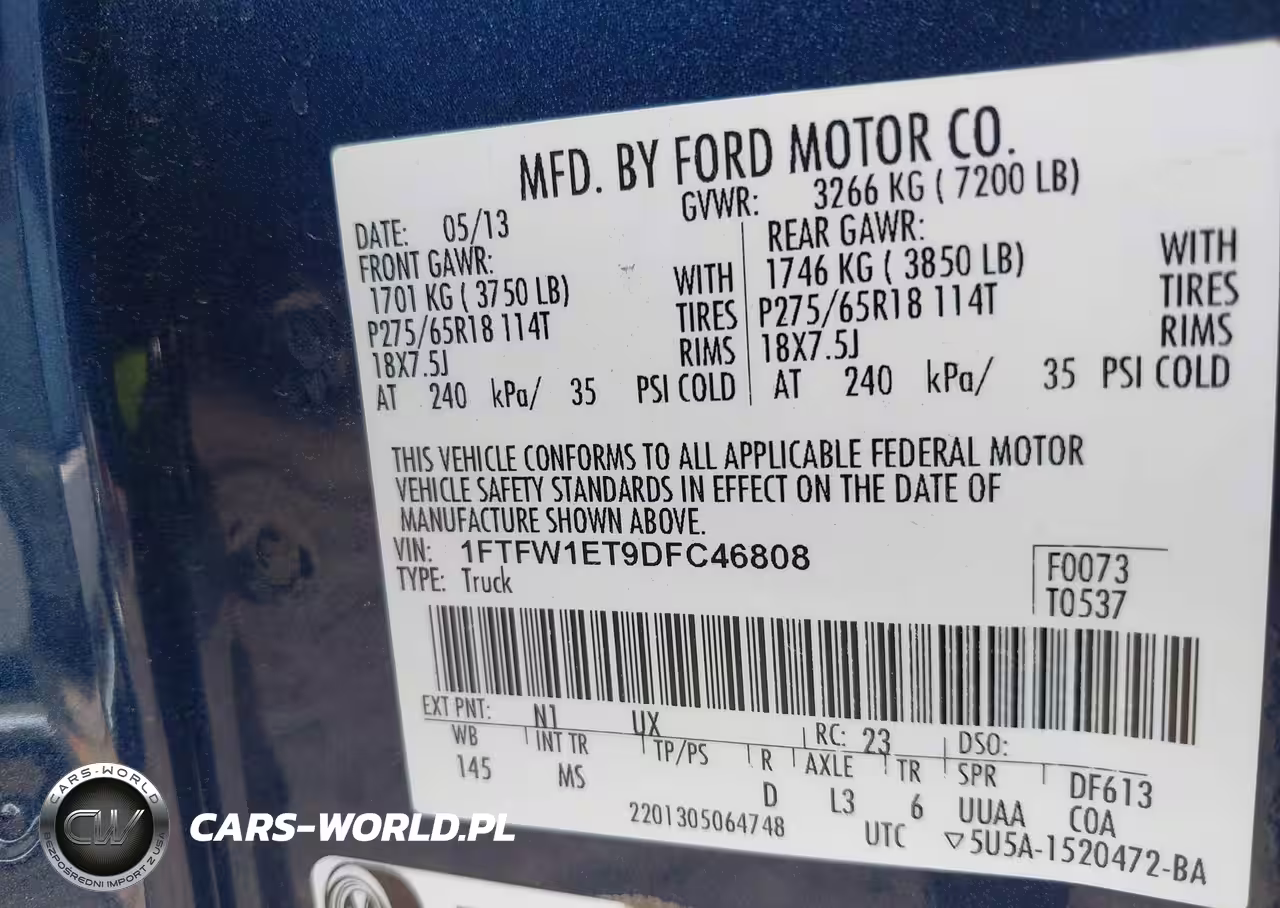 MFD. BY FORD MOTOR CO.
DATE: 05/13 GVWR: 3266 KG ( 7200 LB)
FRONT GAWR: REAR GAWR:
1701 KG ( 3750 LB) WITH 1746 KG ( 3850 LB) WITH
P275/65R18 114T TIRES P275/65R18 114T TIRES
18X7.5J RIMS 18X7.5J RIMS
AT 240 kPa/ 35 PSI COLD AT 240 kPa/ 35 PSI COLD
THIS VEHICLE CONFORMS TO ALL APPLICABLE FEDERAL MOTOR
VEHICLE SAFETY STANDARDS IN EFFECT ON THE DATE OF
MANUFACTURE SHOWN ABOVE.
VIN: 1FTFW1ET9DFC46808 F0073
TYPE: Truck T0537
EXT PNT: N1 UX RC: 23 DSO:
WB INT TR TP/PS R AXLE TR SPR DF613
145 MS D L3 6 UUAA COA
2201305064748 UTC ▽5U5A-1520472-BA
CARS-WORLD
CW
BEZPOŚREDNI IMPORT Z USA
CARS-WORLD.PL